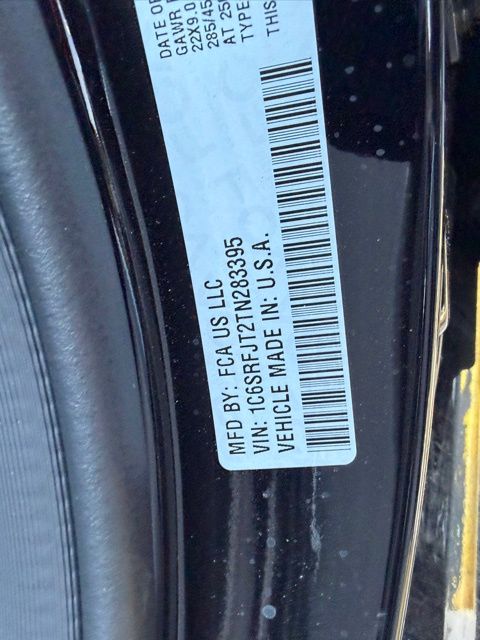 MFD BY: FCA US LLC
VIN: 1C6SRFJT2TN283395
VEHICLE MADE IN: U.S.A.
DATE OF
GAWR
22X9.0
285/45
AT 250
TYPE
THIS